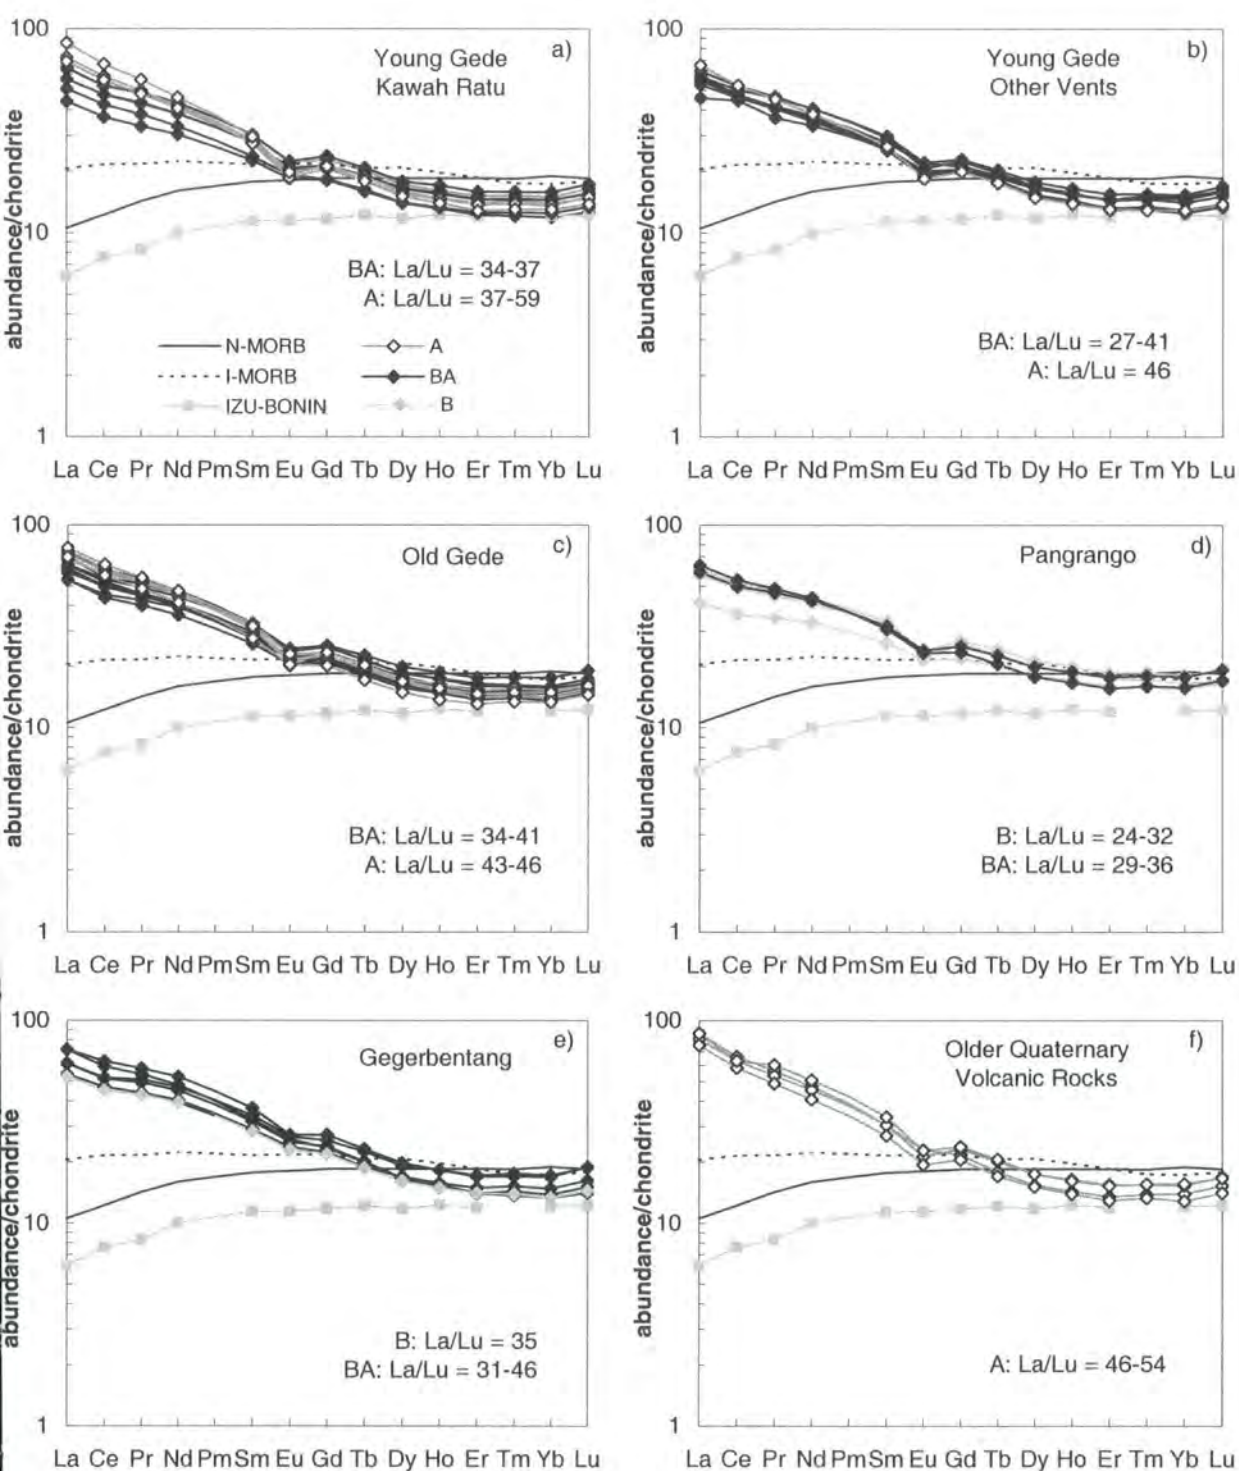 100
Young Gede
Kawah Ratu
a)
abundance/chondrite
10
BA: La/Lu = 34-37
A: La/Lu = 37-59
N-MORB
A
I-MORB
BA
IZU-BONIN
B
1
La Ce Pr Nd Pm Sm Eu Gd Tb Dy Ho Er Tm Yb Lu
100
Young Gede
Other Vents
b)
abundance/chondrite
10
BA: La/Lu = 27-41
A: La/Lu = 46
1
La Ce Pr Nd Pm Sm Eu Gd Tb Dy Ho Er Tm Yb Lu
100
Old Gede
c)
abundance/chondrite
10
BA: La/Lu = 34-41
A: La/Lu = 43-46
1
La Ce Pr Nd Pm Sm Eu Gd Tb Dy Ho Er Tm Yb Lu
100
Pangrango
d)
abundance/chondrite
10
B: La/Lu = 24-32
BA: La/Lu = 29-36
1
La Ce Pr Nd Pm Sm Eu Gd Tb Dy Ho Er Tm Yb Lu
100
Gegerbentang
e)
abundance/chondrite
10
B: La/Lu = 35
BA: La/Lu = 31-46
1
La Ce Pr Nd Pm Sm Eu Gd Tb Dy Ho Er Tm Yb Lu
100
Older Quaternary
Volcanic Rocks
f)
abundance/chondrite
10
A: La/Lu = 46-54
1
La Ce Pr Nd Pm Sm Eu Gd Tb Dy Ho Er Tm Yb Lu